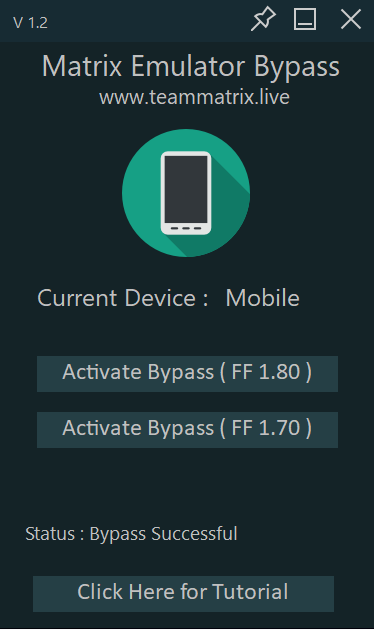 V 1.2
Matrix Emulator Bypass
www.teammatrix.live
Current Device : Mobile
Activate Bypass ( FF 1.80 )
Activate Bypass ( FF 1.70 )
Status : Bypass Successful
Click Here for Tutorial